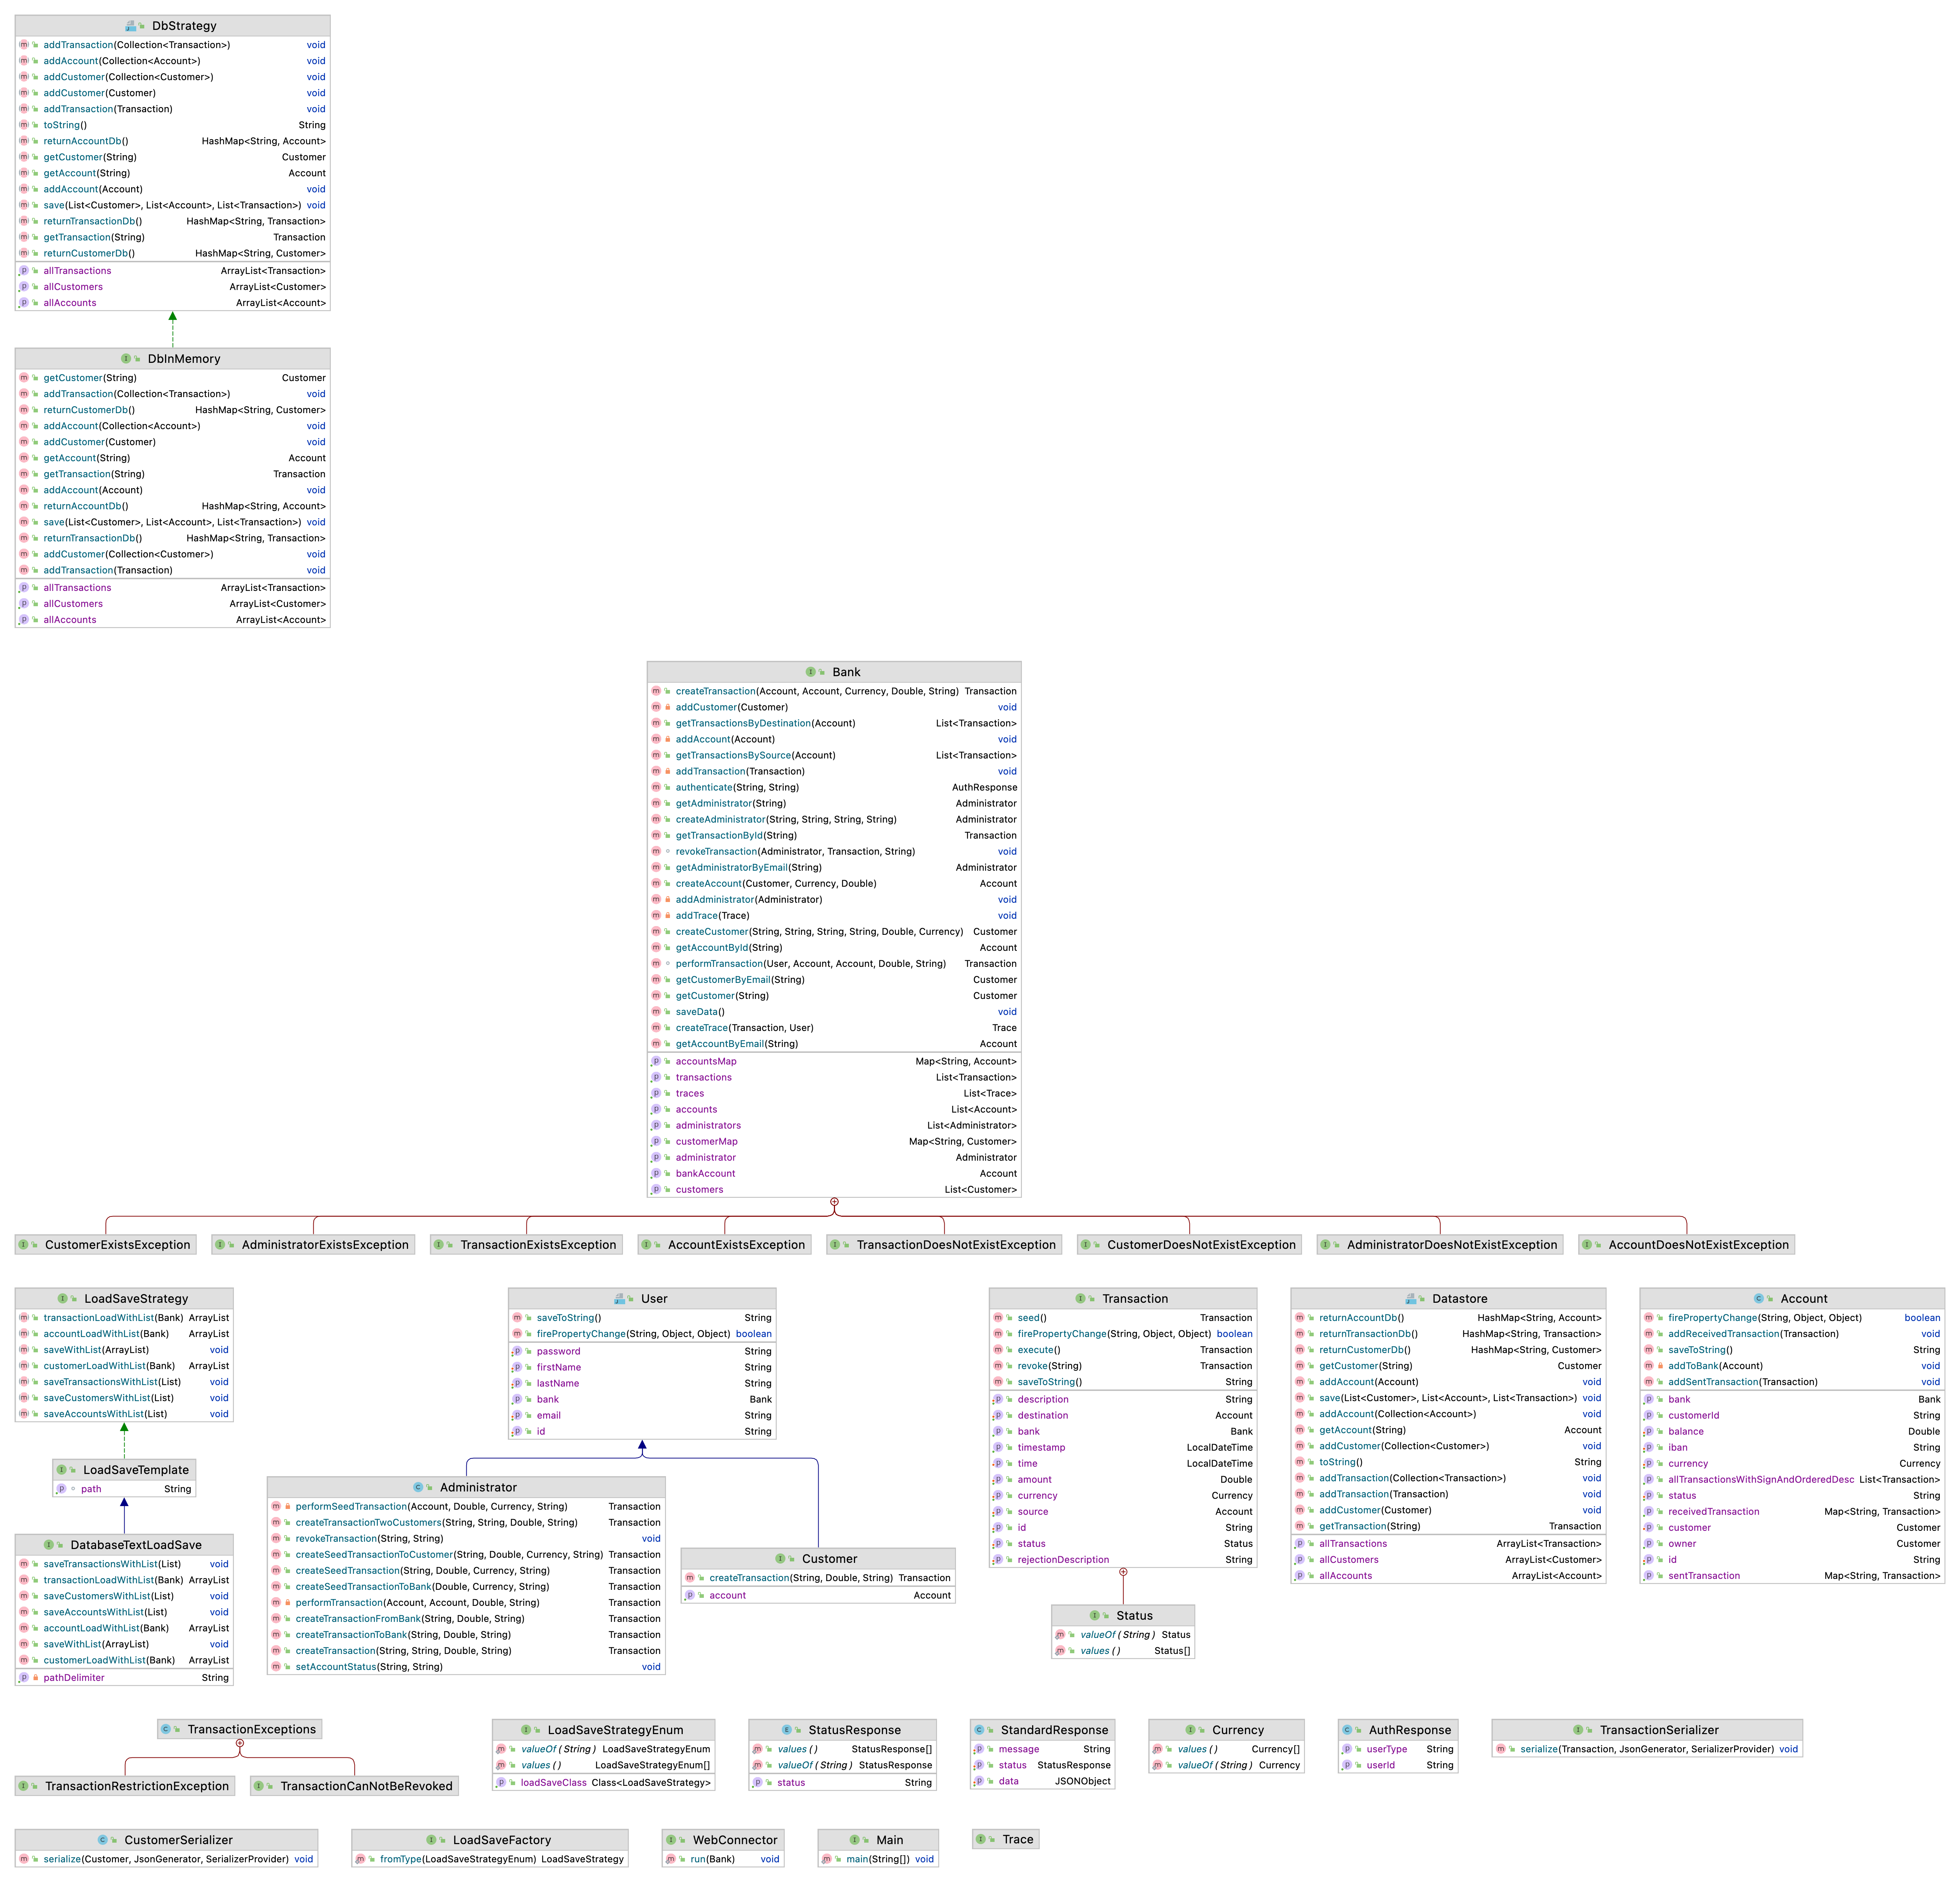 DbStrategy
addTransaction(Collection<Transaction>) void
addAccount(Collection<Account>) void
addCustomer(Collection<Customer>) void
addCustomer(Customer) void
addTransaction(Transaction) void
toString() String
returnAccountDb() HashMap<String, Account>
getCustomer(String) Customer
getAccount(String) Account
addAccount(Account) void
save(List<Customer>, List<Account>, List<Transaction>) void
returnTransactionDb() HashMap<String, Transaction>
getTransaction(String) Transaction
returnCustomerDb() HashMap<String, Customer>
allTransactions ArrayList<Transaction>
allCustomers ArrayList<Customer>
allAccounts ArrayList<Account>
DbInMemory
getCustomer(String) Customer
addTransaction(Collection<Transaction>) void
returnCustomerDb() HashMap<String, Customer>
addAccount(Collection<Account>) void
addCustomer(Customer) void
getAccount(String) Account
getTransaction(String) Transaction
addAccount(Account) void
returnAccountDb() HashMap<String, Account>
save(List<Customer>, List<Account>, List<Transaction>) void
returnTransactionDb() HashMap<String, Transaction>
addCustomer(Collection<Customer>) void
addTransaction(Transaction) void
allTransactions ArrayList<Transaction>
allCustomers ArrayList<Customer>
allAccounts ArrayList<Account>
Bank
createTransaction(Account, Account, Currency, Double, String) Transaction
addCustomer(Customer) void
getTransactionsByDestination(Account) List<Transaction>
addAccount(Account) void
getTransactionsBySource(Account) List<Transaction>
addTransaction(Transaction) void
authenticate(String, String) AuthResponse
getAdministrator(String) Administrator
createAdministrator(String, String, String, String) Administrator
getTransactionById(String) Transaction
revokeTransaction(Administrator, Transaction, String) void
getAdministratorByEmail(String) Administrator
createAccount(Customer, Currency, Double) Account
addAdministrator(Administrator) void
addTrace(Trace) void
createCustomer(String, String, String, String, Double, Currency) Customer
getAccountById(String) Account
performTransaction(User, Account, Account, Double, String) Transaction
getCustomerByEmail(String) Customer
getCustomer(String) Customer
saveData() void
createTrace(Transaction, User) Trace
getAccountByEmail(String) Account
accountsMap Map<String, Account>
transactions List<Transaction>
traces List<Trace>
accounts List<Account>
administrators List<Administrator>
customerMap Map<String, Customer>
administrator Administrator
bankAccount Account
customers List<Customer>
CustomerExistsException
AdministratorExistsException
TransactionExistsException
AccountExistsException
TransactionDoesNotExistException
CustomerDoesNotExistException
AdministratorDoesNotExistException
AccountDoesNotExistException
LoadSaveStrategy
transactionLoadWithList(Bank) ArrayList
accountLoadWithList(Bank) ArrayList
saveWithList(ArrayList) void
customerLoadWithList(Bank) ArrayList
saveTransactionsWithList(List) void
saveCustomersWithList(List) void
saveAccountsWithList(List) void
LoadSaveTemplate
path String
DatabaseTextLoadSave
saveTransactionsWithList(List) void
transactionLoadWithList(Bank) ArrayList
saveCustomersWithList(List) void
saveAccountsWithList(List) void
accountLoadWithList(Bank) ArrayList
saveWithList(ArrayList) void
customerLoadWithList(Bank) ArrayList
pathDelimiter String
User
saveToString() String
firePropertyChange(String, Object, Object) boolean
password String
firstName String
lastName String
bank Bank
email String
id String
Administrator
performSeedTransaction(Account, Double, Currency, String) Transaction
createTransactionTwoCustomers(String, String, Double, String) Transaction
revokeTransaction(String, String) void
createSeedTransactionToCustomer(String, Double, Currency, String) Transaction
createSeedTransaction(String, Double, Currency, String) Transaction
createSeedTransactionToBank(Double, Currency, String) Transaction
performTransaction(Account, Account, Double, String) Transaction
createTransactionFromBank(String, Double, String) Transaction
createTransactionToBank(String, Double, String) Transaction
createTransaction(String, String, Double, String) Transaction
setAccountStatus(String, String) void
Customer
createTransaction(String, Double, String) Transaction
account Account
Transaction
seed() Transaction
firePropertyChange(String, Object, Object) boolean
execute() Transaction
revoke(String) Transaction
saveToString() String
description String
destination Account
bank Bank
timestamp LocalDateTime
time LocalDateTime
amount Double
currency Currency
source Account
id String
status Status
rejectionDescription String
Status
valueOf(String) Status
values() Status[]
Datastore
returnAccountDb() HashMap<String, Account>
returnTransactionDb() HashMap<String, Transaction>
returnCustomerDb() HashMap<String, Customer>
getCustomer(String) Customer
addAccount(Account) void
save(List<Customer>, List<Account>, List<Transaction>) void
addAccount(Collection<Account>) void
getAccount(String) Account
addCustomer(Collection<Customer>) void
toString() String
addTransaction(Collection<Transaction>) void
addTransaction(Transaction) void
addCustomer(Customer) void
getTransaction(String) Transaction
allTransactions ArrayList<Transaction>
allCustomers ArrayList<Customer>
allAccounts ArrayList<Account>
Account
firePropertyChange(String, Object, Object) boolean
addReceivedTransaction(Transaction) void
saveToString() String
addToBank(Account) void
addSentTransaction(Transaction) void
bank Bank
customerId String
balance Double
iban String
currency Currency
allTransactionsWithSignAndOrderedDesc List<Transaction>
status String
receivedTransaction Map<String, Transaction>
customer Customer
owner Customer
id String
sentTransaction Map<String, Transaction>
TransactionExceptions
TransactionRestrictionException
TransactionCanNotBeRevoked
LoadSaveStrategyEnum
valueOf(String) LoadSaveStrategyEnum
values() LoadSaveStrategyEnum[]
loadSaveClass Class<LoadSaveStrategy>
StatusResponse
values() StatusResponse[]
valueOf(String) StatusResponse
status String
StandardResponse
message String
status StatusResponse
data JSONObject
Currency
values() Currency[]
valueOf(String) Currency
AuthResponse
userType String
userId String
TransactionSerializer
serialize(Transaction, JsonGenerator, SerializerProvider) void
CustomerSerializer
serialize(Customer, JsonGenerator, SerializerProvider) void
LoadSaveFactory
fromType(LoadSaveStrategyEnum) LoadSaveStrategy
WebConnector
run(Bank) void
Main
main(String[]) void
Trace